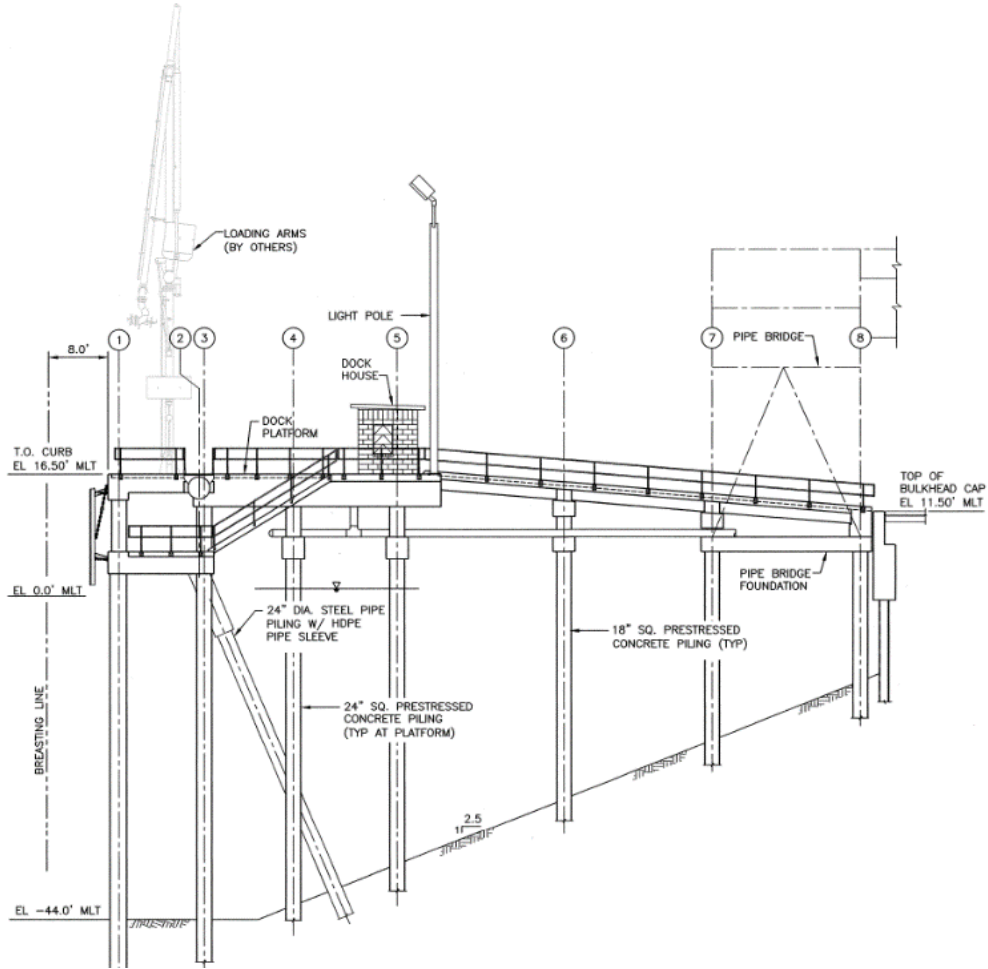 LOADING ARMS
(BY OTHERS)
LIGHT POLE
1
2
3
4
5
6
7
8
8.0'
PIPE BRIDGE
DOCK
HOUSE
DOCK
PLATFORM
T.O. CURB
EL 16.50' MLT
TOP OF
BULKHEAD CAP
EL 11.50' MLT
EL 0.0' MLT
PIPE BRIDGE
FOUNDATION
24" DIA. STEEL PIPE
PILING W/ HDPE
PIPE SLEEVE
18" SQ. PRESTRESSED
CONCRETE PILING (TYP)
24" SQ. PRESTRESSED
CONCRETE PILING
(TYP AT PLATFORM)
BREASTING LINE
2.5
1
EL -44.0' MLT